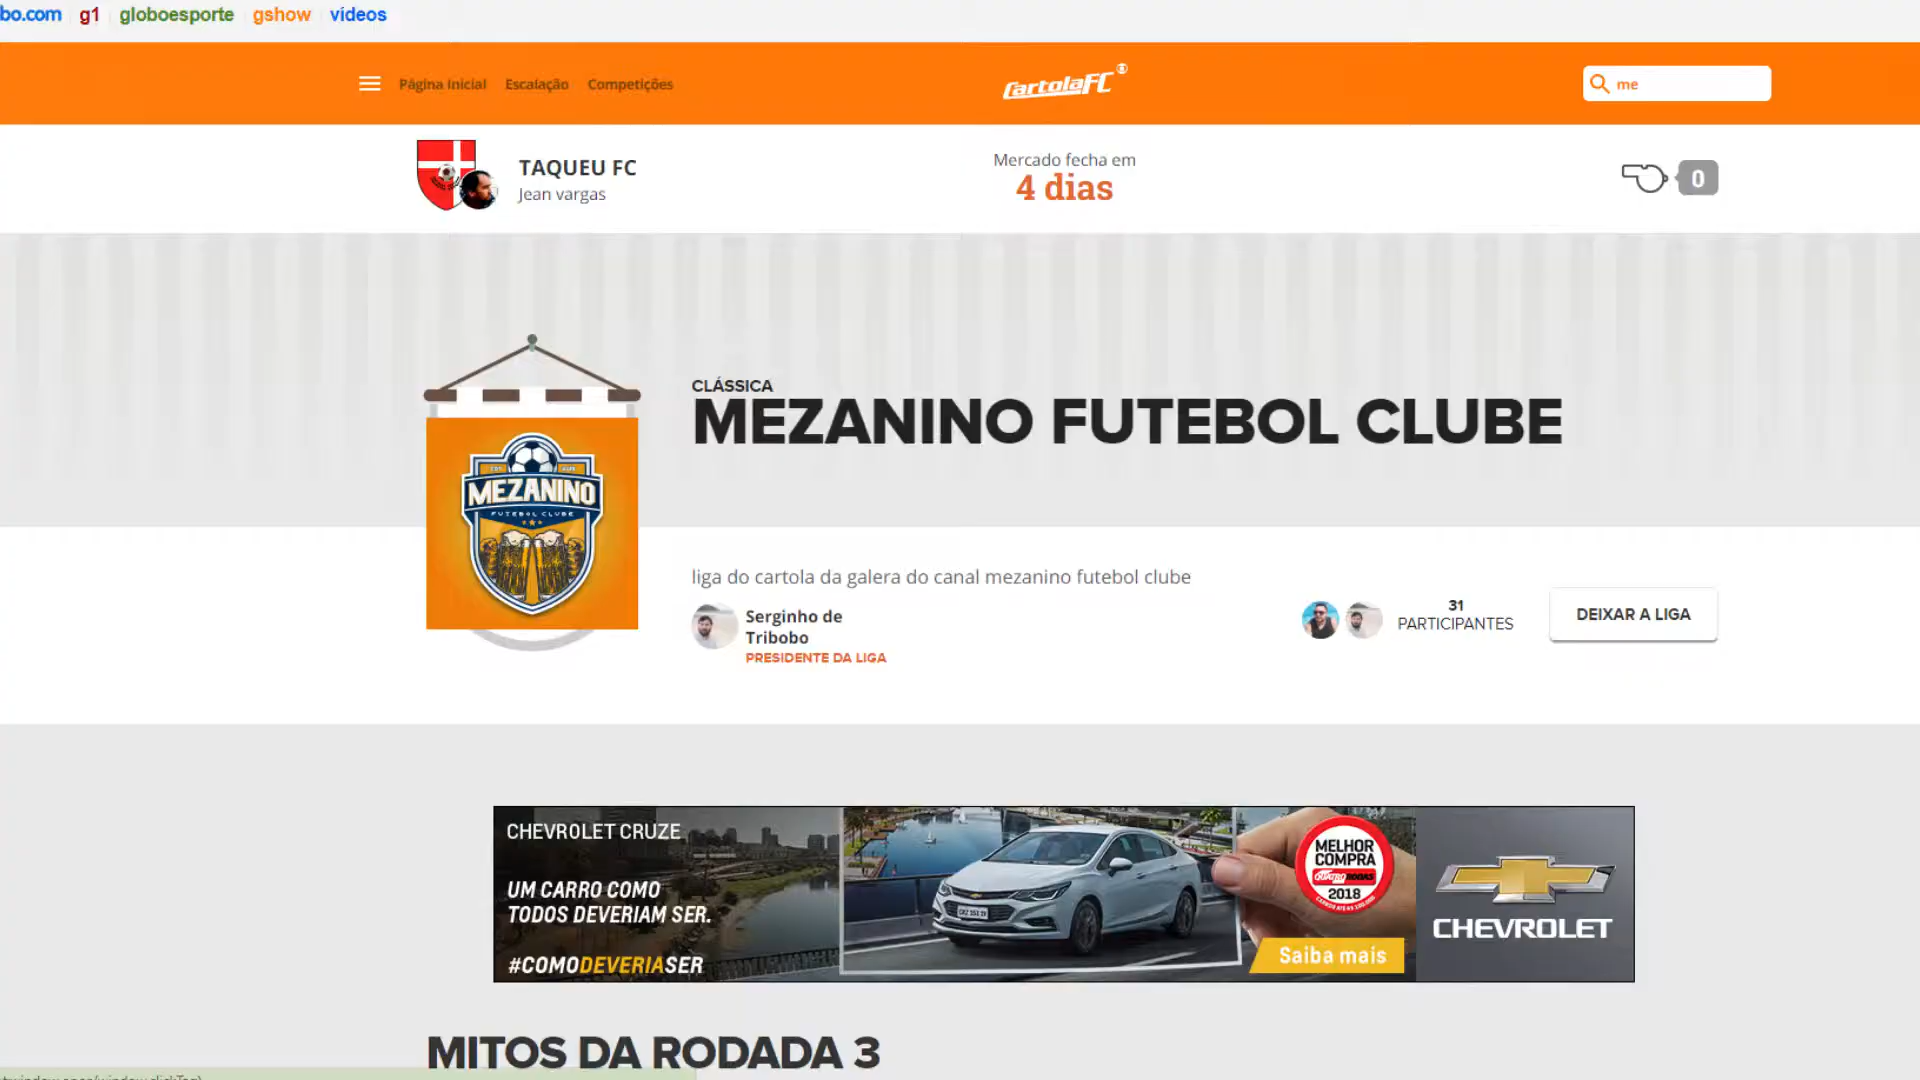 bo.com g1 globoesporte gshow vídeos
Página Inicial Escalação Competições
CartolaFC
me
TAQUEU FC
Jean vargas
Mercado fecha em
4 dias
0
CLÁSSICA
MEZANINO FUTEBOL CLUBE
MEZANINO
FUTEBOL CLUBE
liga do cartola da galera do canal mezanino futebol clube
Serginho de
Tribobo
PRESIDENTE DA LIGA
31
PARTICIPANTES
DEIXAR A LIGA
CHEVROLET CRUZE
UM CARRO COMO
TODOS DEVERIAM SER.
#COMODEVERIASER
MELHOR
COMPRA
QUATRO RODAS
2018
Saiba mais
CHEVROLET
MITOS DA RODADA 3